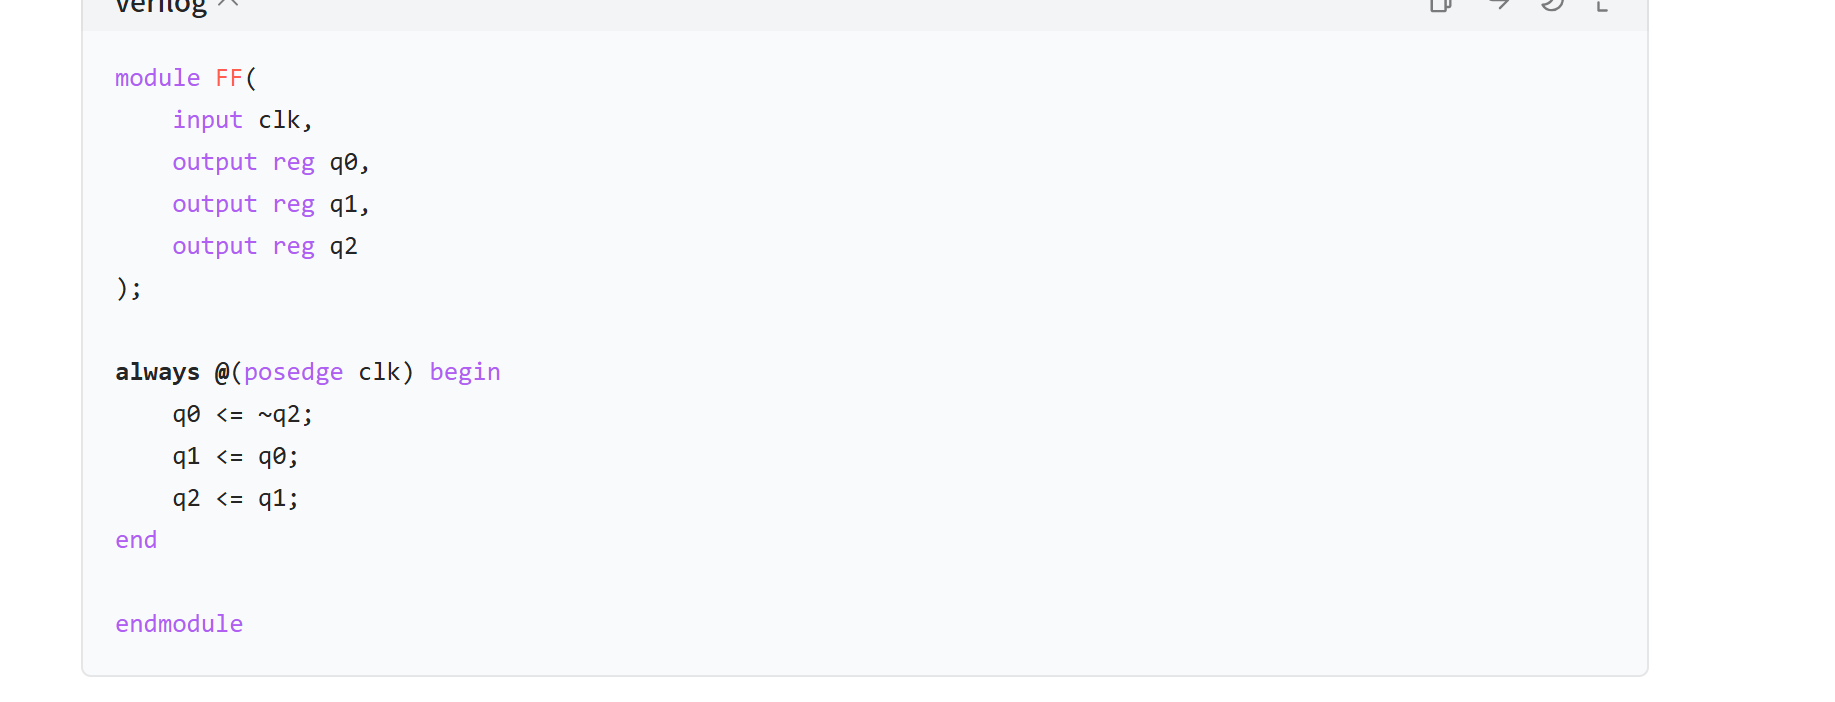 verilog
module FF(
    input clk,
    output reg q0,
    output reg q1,
    output reg q2
);

always @(posedge clk) begin
    q0 <= ~q2;
    q1 <= q0;
    q2 <= q1;
end

endmodule